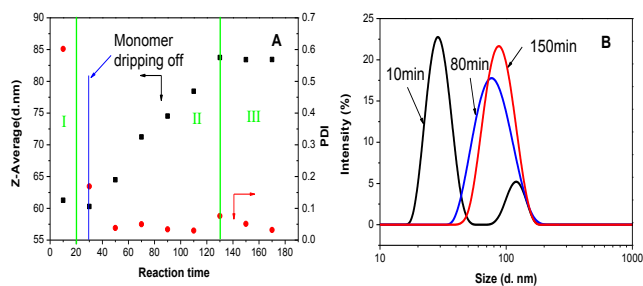 A
Monomer
dripping off
I
II
III
Z-Average(d.nm)
90
85
80
75
70
65
60
55
PDI
0.7
0.6
0.5
0.4
0.3
0.2
0.1
0.0
0 20 40 60 80 100 120 140 160 180
Reaction time
B
10min
80min
150min
Intensity (%)
25
20
15
10
5
0
10 100 1000
Size (d. nm)